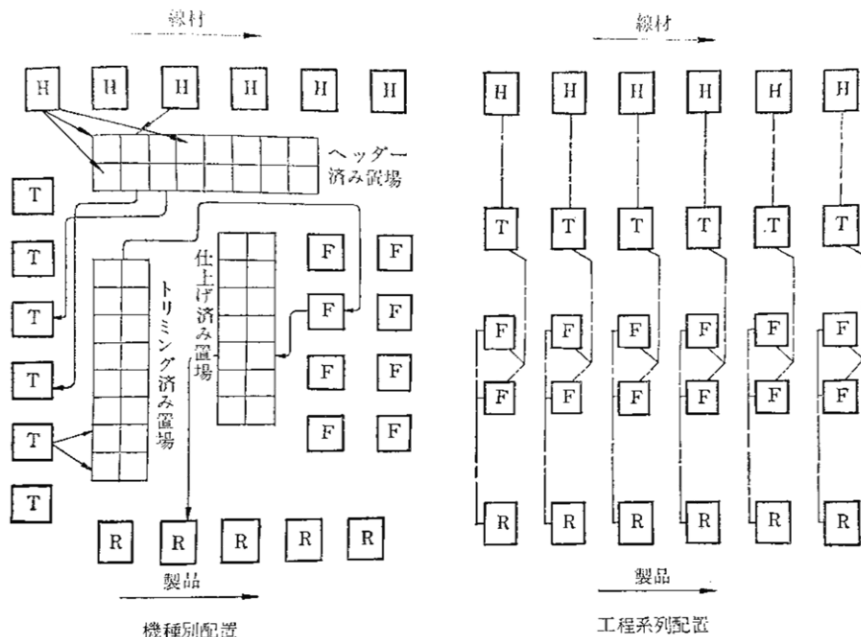 線材
H H H H H H
ヘッダー
済み置場
T
T
T
T
T
T
トリミング済み置場
仕上げ済み置場
F F
F F
F F
F F
R R R R R
製品
機種別配置
線材
H H H H H H
T T T T T T
F F F F F F
F F F F F F
R R R R R R
製品
工程系列配置